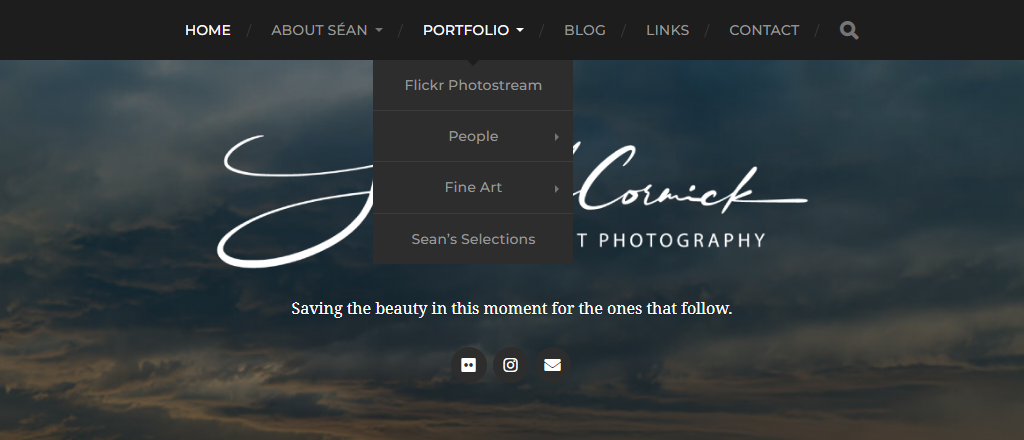 HOME / ABOUT SÉAN / PORTFOLIO / BLOG / LINKS / CONTACT /
Flickr Photostream
People
Fine Art
Sean’s Selections
Cormick
T PHOTOGRAPHY
Saving the beauty in this moment for the ones that follow.